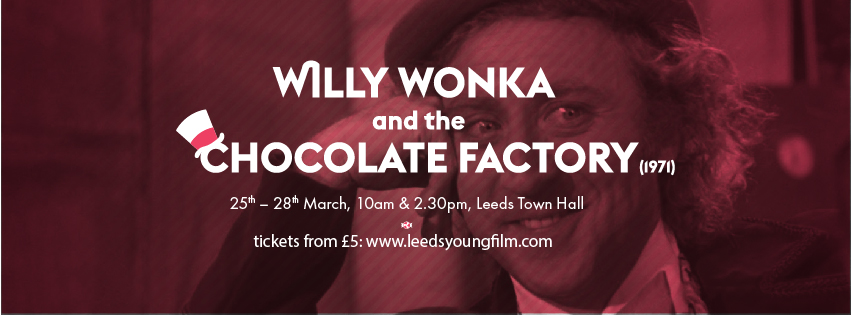 WILLY WONKA
and the
CHOCOLATE FACTORY (1971)
25th – 28th March, 10am & 2.30pm, Leeds Town Hall
tickets from £5: www.leedsyoungfilm.com